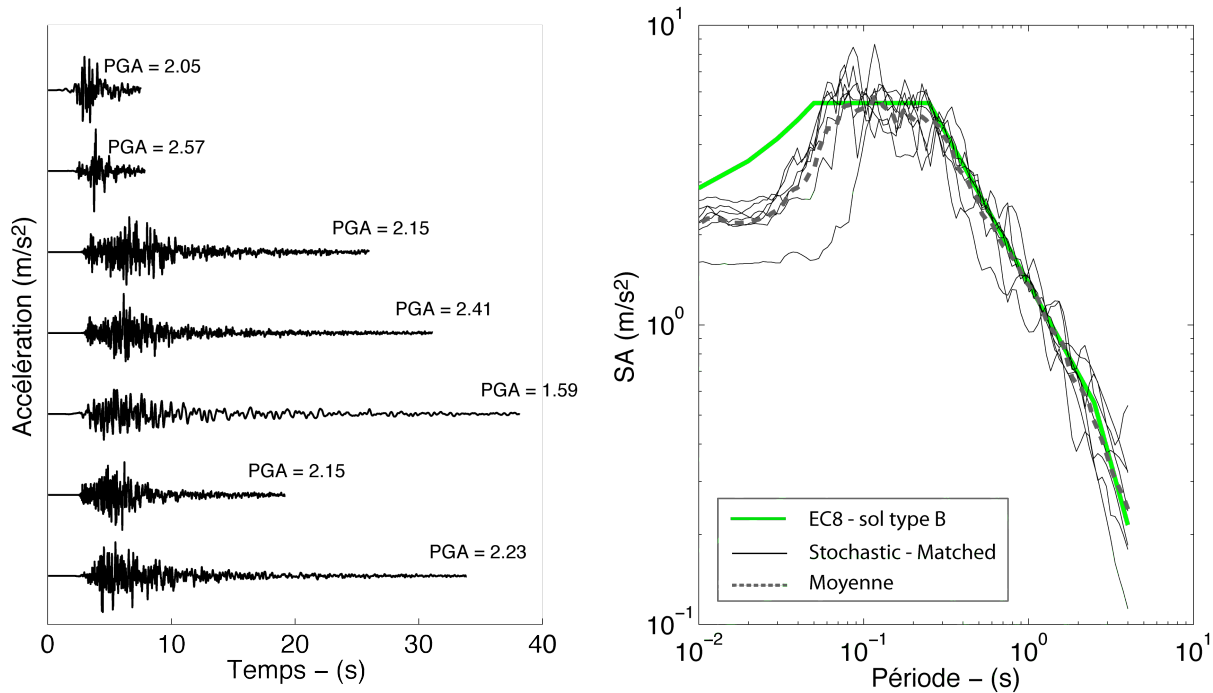 PGA = 2.05
PGA = 2.57
PGA = 2.15
PGA = 2.41
PGA = 1.59
PGA = 2.15
PGA = 2.23
Accélération (m/s²)
0 10 20 30 40
Temps – (s)
10¹
10⁰
10⁻¹
SA (m/s²)
EC8 - sol type B
Stochastic - Matched
Moyenne
10⁻² 10⁻¹ 10⁰ 10¹
Période – (s)